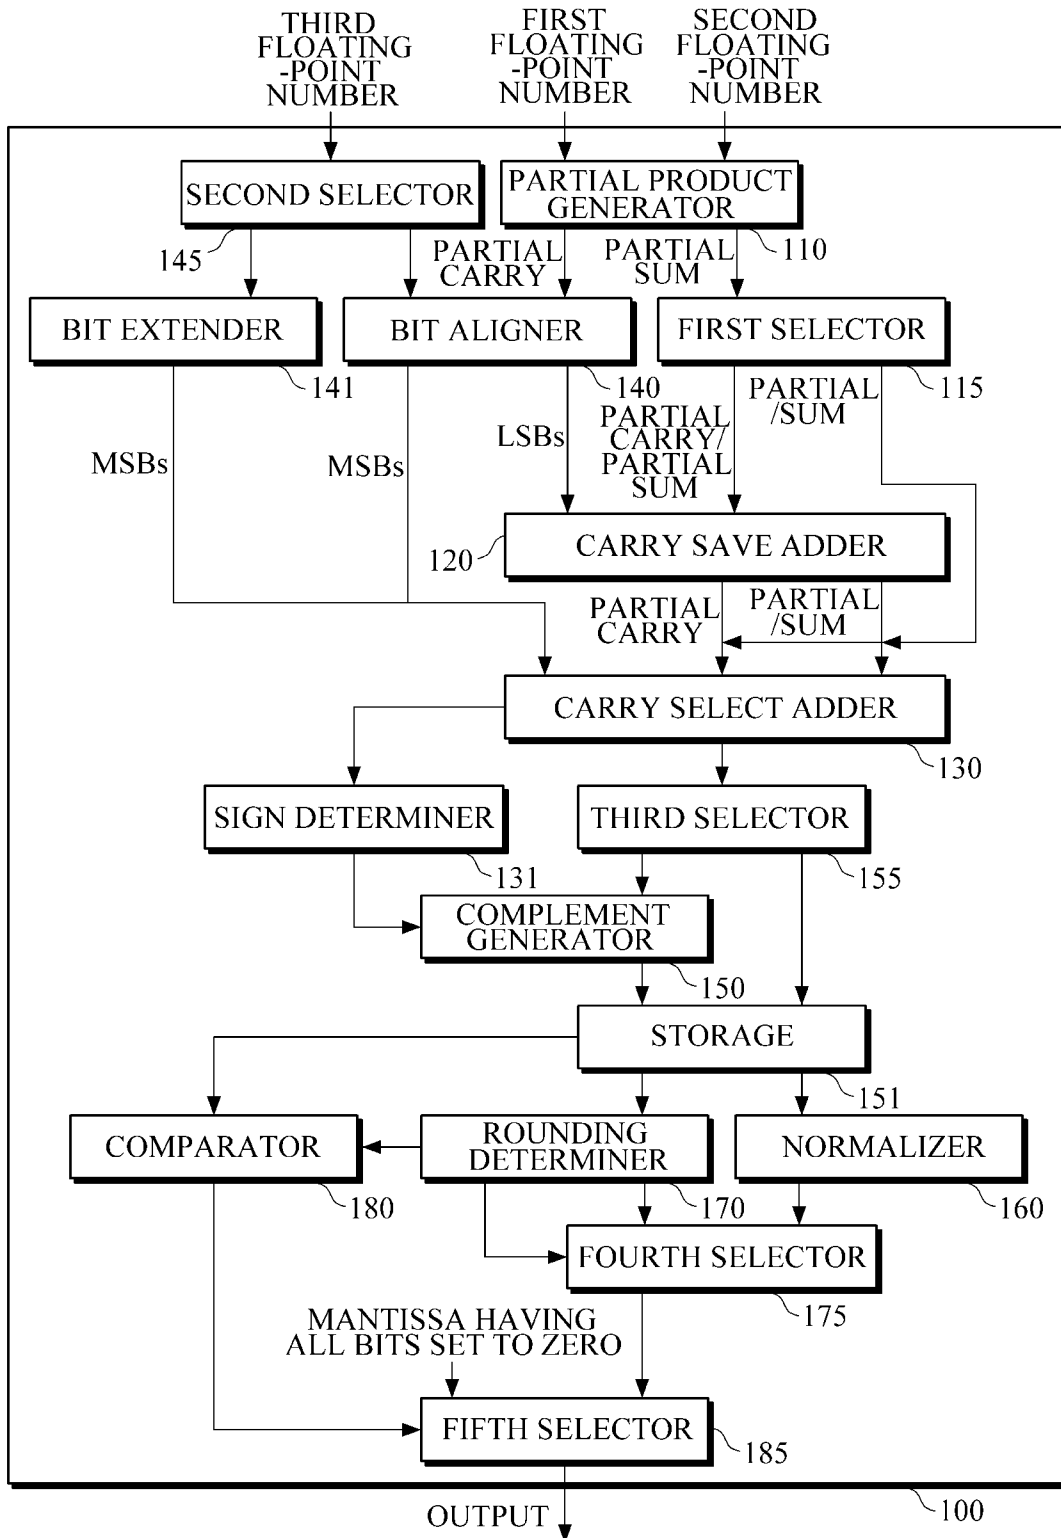 THIRD
FLOATING
-POINT
NUMBER
FIRST
FLOATING
-POINT
NUMBER
SECOND
FLOATING
-POINT
NUMBER
SECOND SELECTOR
145
PARTIAL PRODUCT
GENERATOR
110
PARTIAL
CARRY
PARTIAL
SUM
BIT EXTENDER
141
BIT ALIGNER
140
FIRST SELECTOR
115
MSBs
MSBs
LSBs
PARTIAL
CARRY/
PARTIAL
SUM
PARTIAL
/SUM
CARRY SAVE ADDER
120
PARTIAL
CARRY
PARTIAL
/SUM
CARRY SELECT ADDER
130
SIGN DETERMINER
131
THIRD SELECTOR
155
COMPLEMENT
GENERATOR
150
STORAGE
151
COMPARATOR
180
ROUNDING
DETERMINER
170
NORMALIZER
160
FOURTH SELECTOR
175
MANTISSA HAVING
ALL BITS SET TO ZERO
FIFTH SELECTOR
185
OUTPUT
100